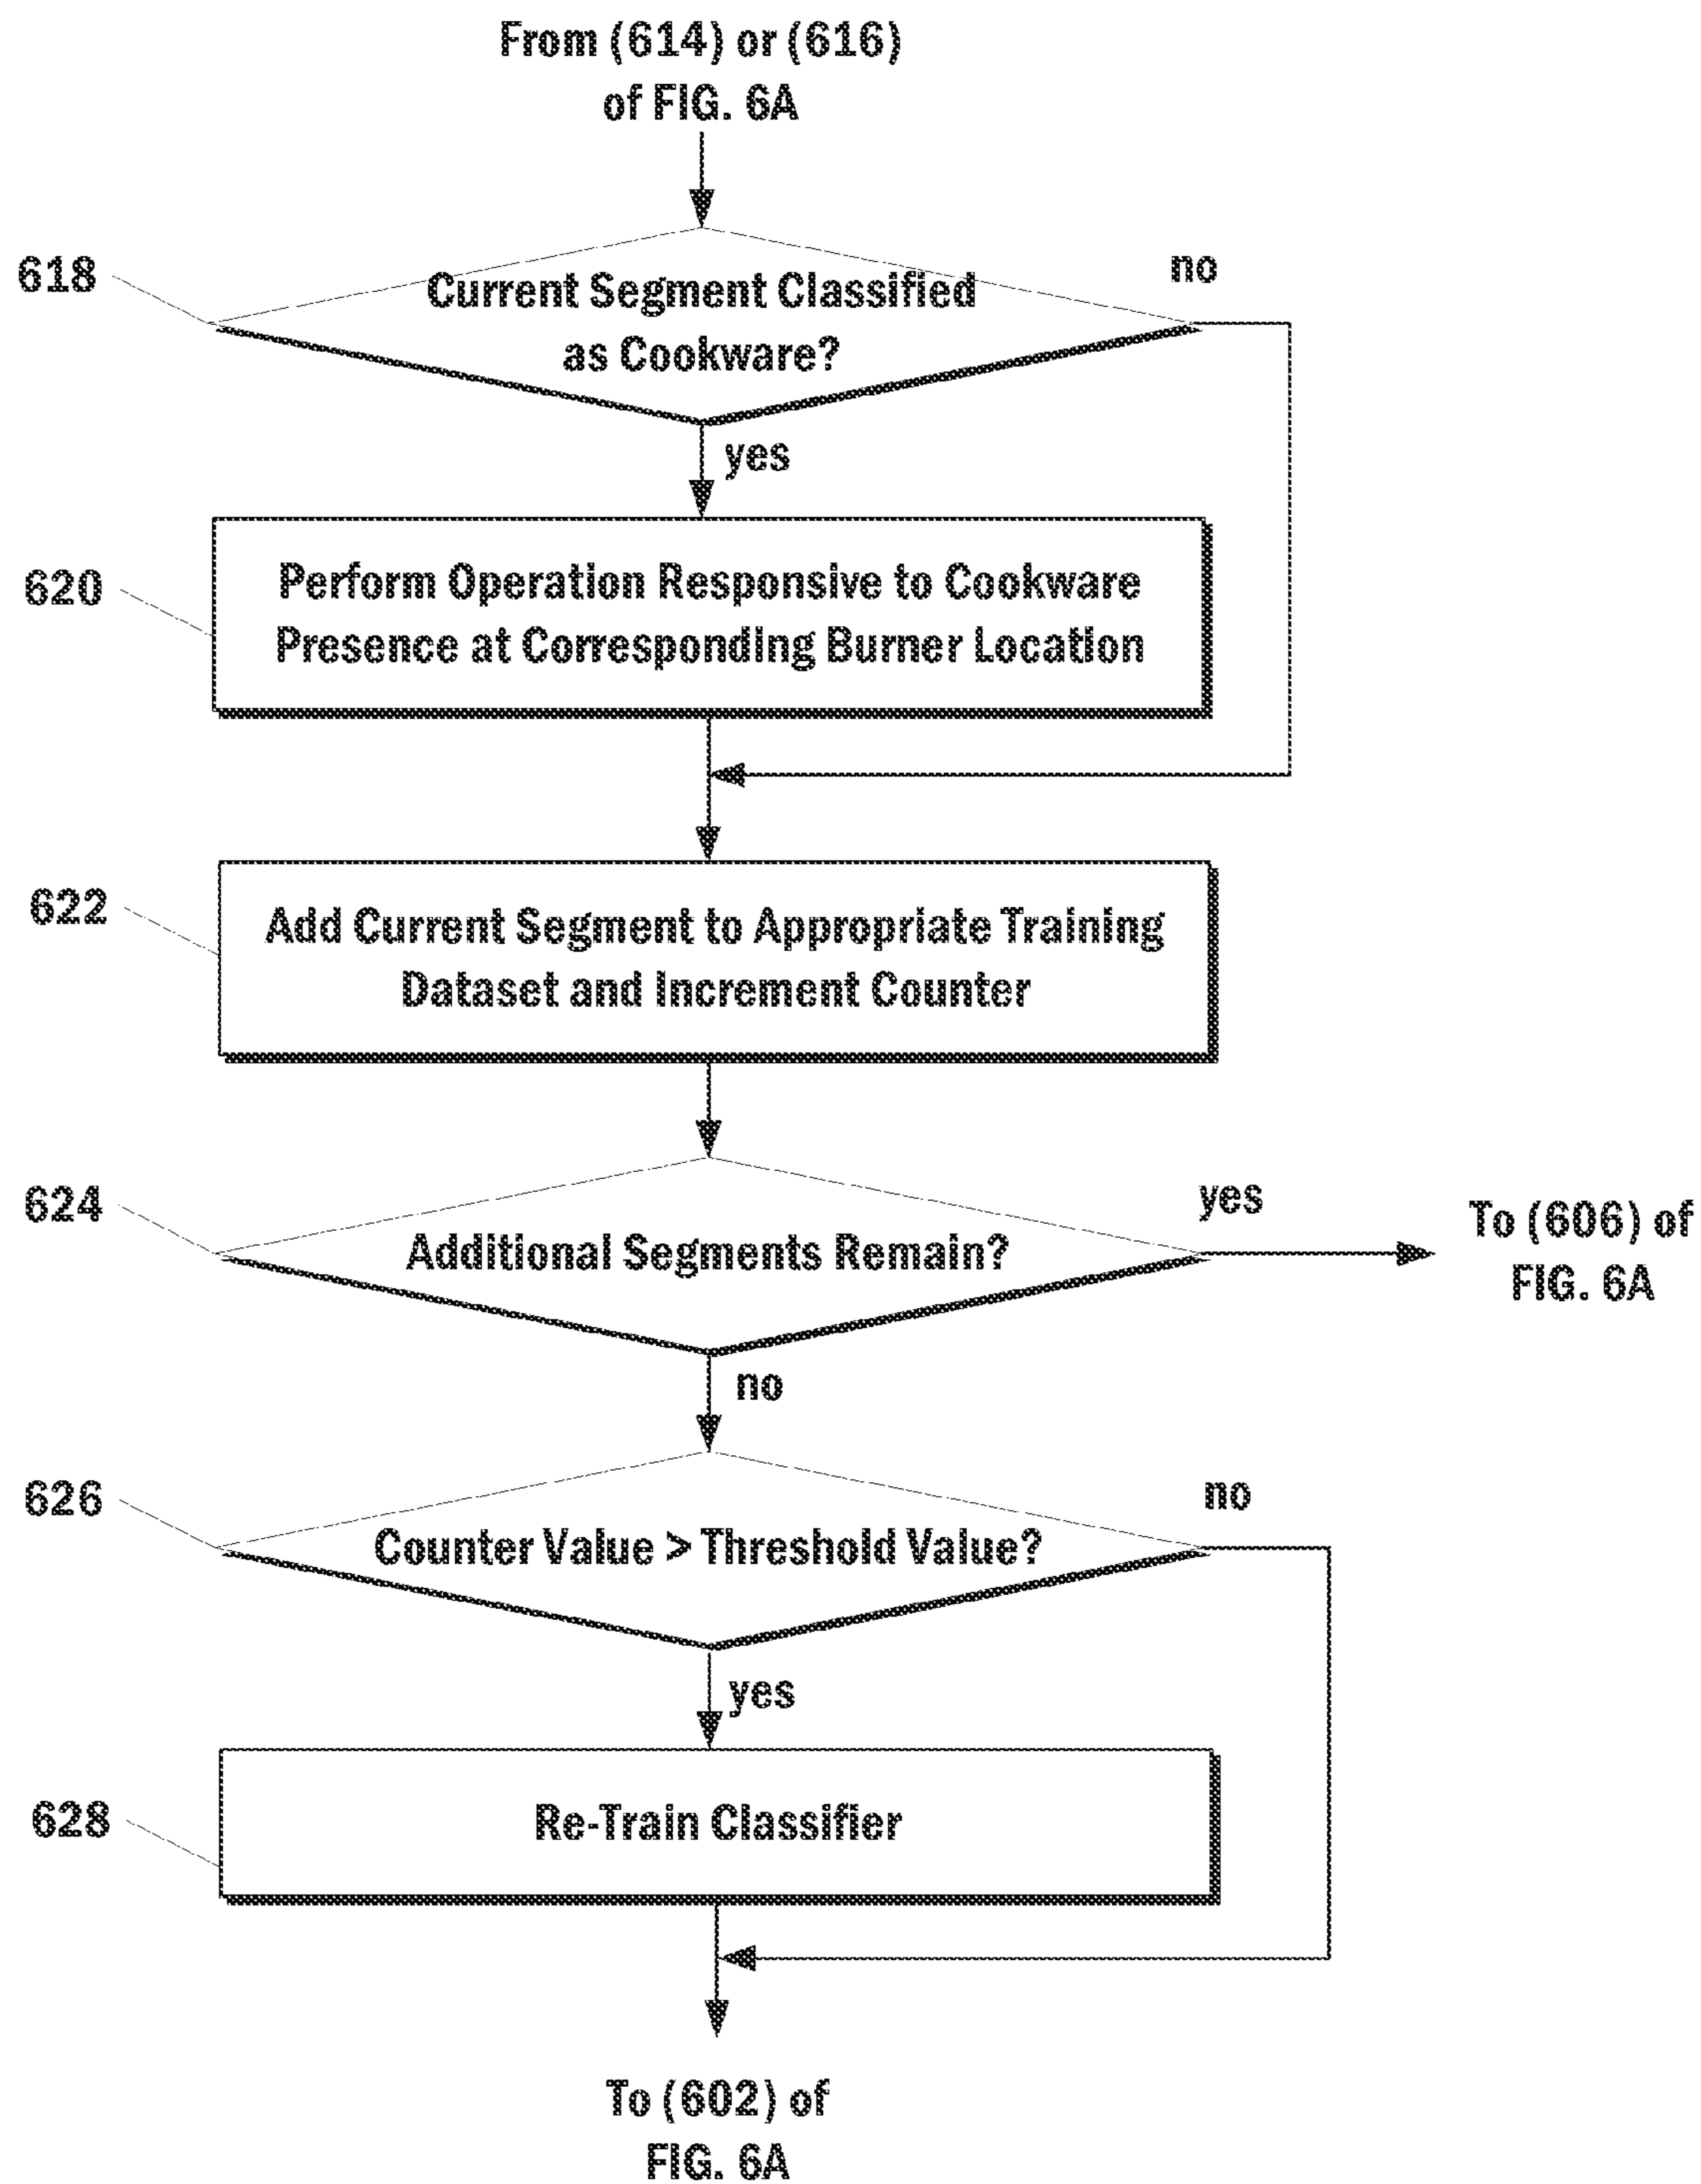 From (614) or (616)
of FIG. 6A
618
Current Segment Classified
as Cookware?
no
yes
620
Perform Operation Responsive to Cookware
Presence at Corresponding Burner Location
622
Add Current Segment to Appropriate Training
Dataset and Increment Counter
624
Additional Segments Remain?
yes
To (606) of
FIG. 6A
no
626
Counter Value > Threshold Value?
no
yes
628
Re-Train Classifier
To (602) of
FIG. 6A